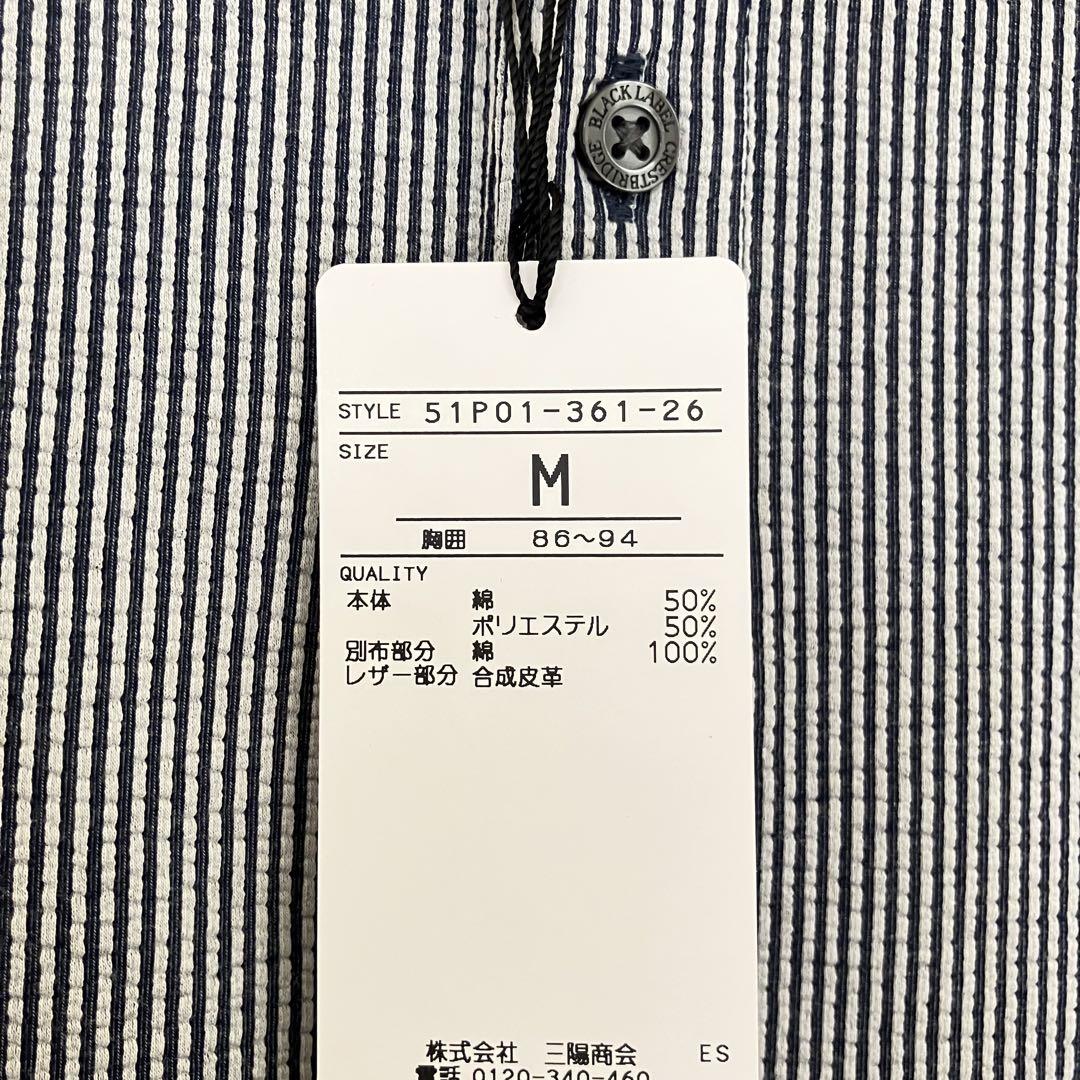 BLACK LABEL CRESTBRIDGE
STYLE 51P01-361-26
SIZE
M
胸囲 86～94
QUALITY
本体 綿 50%
ポリエステル 50%
別布部分 綿 100%
レザー部分 合成皮革
株式会社 三陽商会 ES
電話 0120-340-460